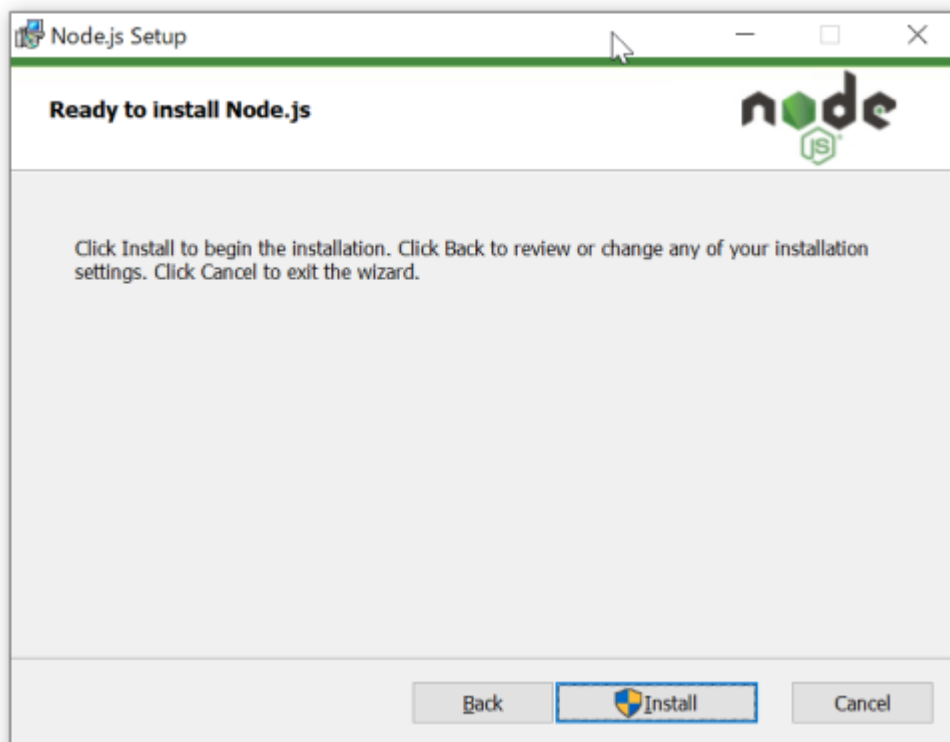 Node.js Setup
Ready to install Node.js
node
JS
Click Install to begin the installation. Click Back to review or change any of your installation
settings. Click Cancel to exit the wizard.
Back
Install
Cancel